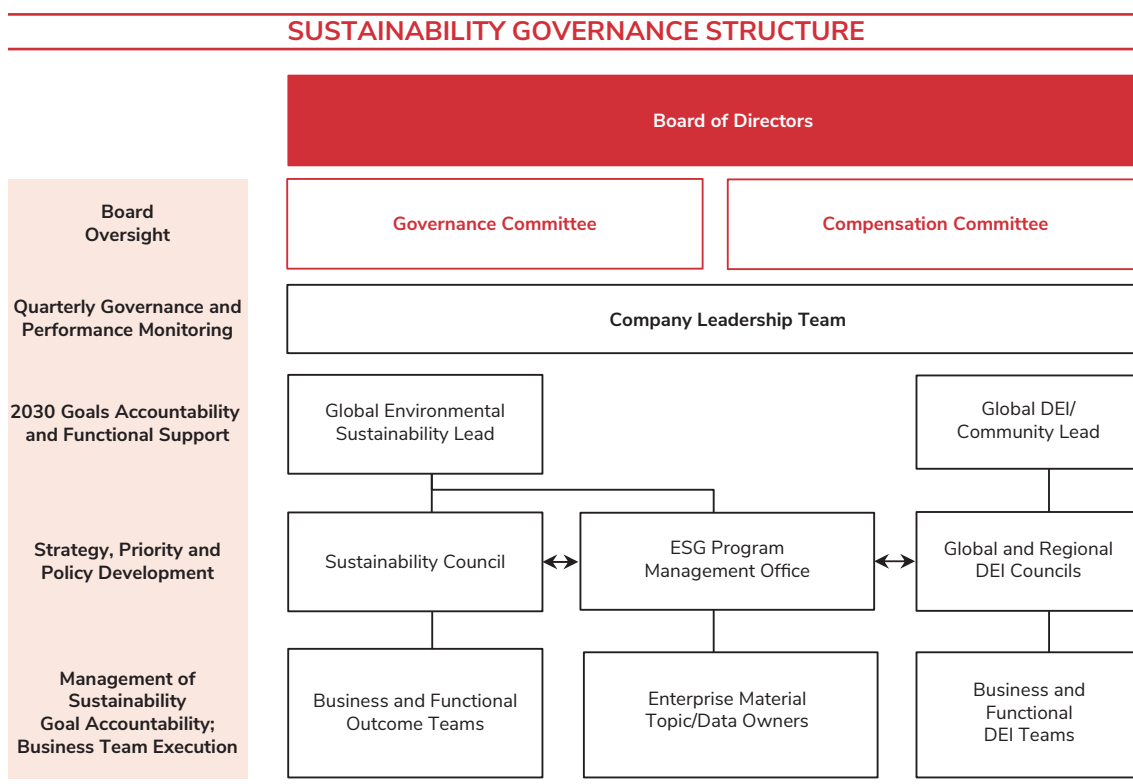 SUSTAINABILITY GOVERNANCE STRUCTURE
Board of Directors
Board
Oversight
Governance Committee
Compensation Committee
Quarterly Governance and
Performance Monitoring
Company Leadership Team
2030 Goals Accountability
and Functional Support
Global Environmental
Sustainability Lead
Global DEI/
Community Lead
Strategy, Priority and
Policy Development
Sustainability Council
ESG Program
Management Office
Global and Regional
DEI Councils
Management of
Sustainability
Goal Accountability;
Business Team Execution
Business and Functional
Outcome Teams
Enterprise Material
Topic/Data Owners
Business and
Functional
DEI Teams